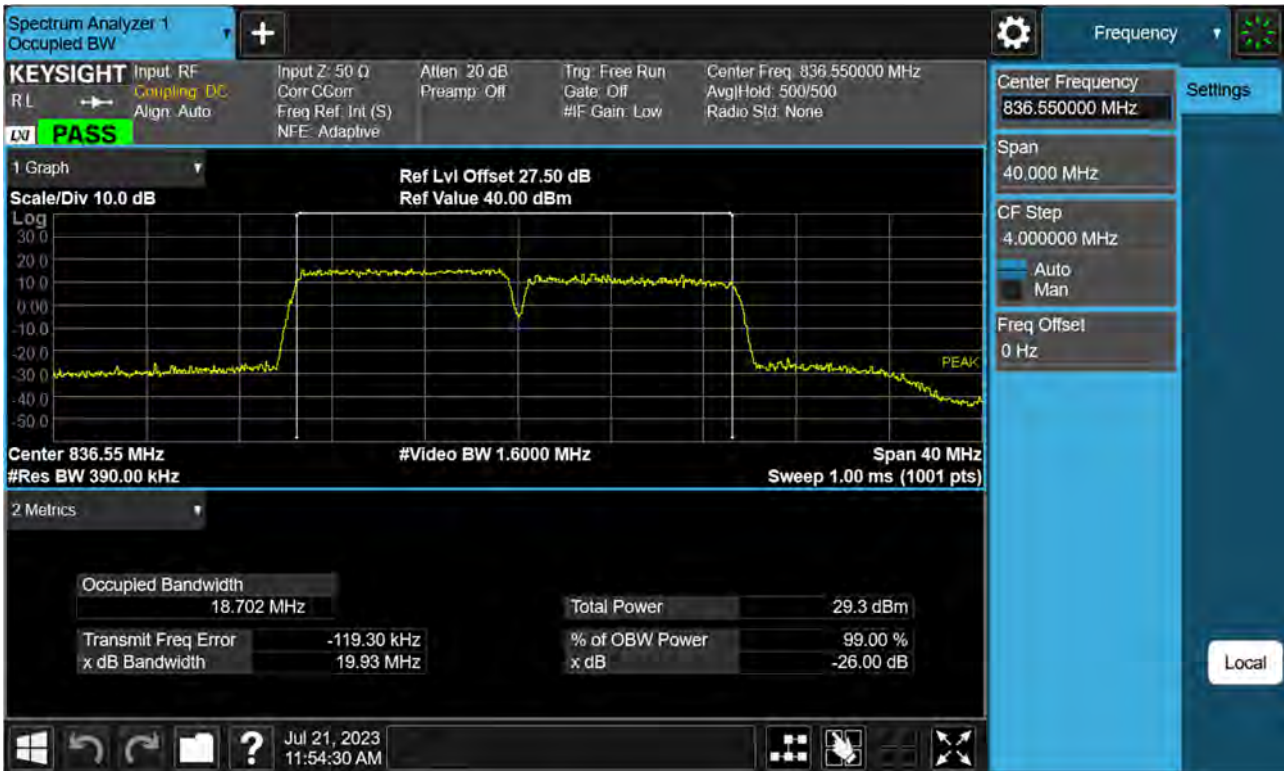 Spectrum Analyzer 1
Occupied BW
+
Frequency
KEYSIGHT
RL
LXI
PASS
Input: RF
Coupling: DC
Align: Auto
Input Z: 50 Ω
Corr CCorr
Freq Ref: Int (S)
NFE: Adaptive
Atten: 20 dB
Preamp: Off
Trig: Free Run
Gate: Off
#IF Gain: Low
Center Freq: 836.550000 MHz
Avg|Hold: 500/500
Radio Std: None
Center Frequency
836.550000 MHz
Settings
Span
40.000 MHz
CF Step
4.000000 MHz
Auto
Man
Freq Offset
0 Hz
Local
1 Graph
Scale/Div 10.0 dB
Ref Lvl Offset 27.50 dB
Ref Value 40.00 dBm
Log
30.0
20.0
10.0
0.00
-10.0
-20.0
-30.0
-40.0
-50.0
PEAK
Center 836.55 MHz
#Video BW 1.6000 MHz
Span 40 MHz
#Res BW 390.00 kHz
Sweep 1.00 ms (1001 pts)
2 Metrics
Occupied Bandwidth
18.702 MHz
Total Power 29.3 dBm
Transmit Freq Error -119.30 kHz
% of OBW Power 99.00 %
x dB Bandwidth 19.93 MHz
x dB -26.00 dB
?
Jul 21, 2023
11:54:30 AM